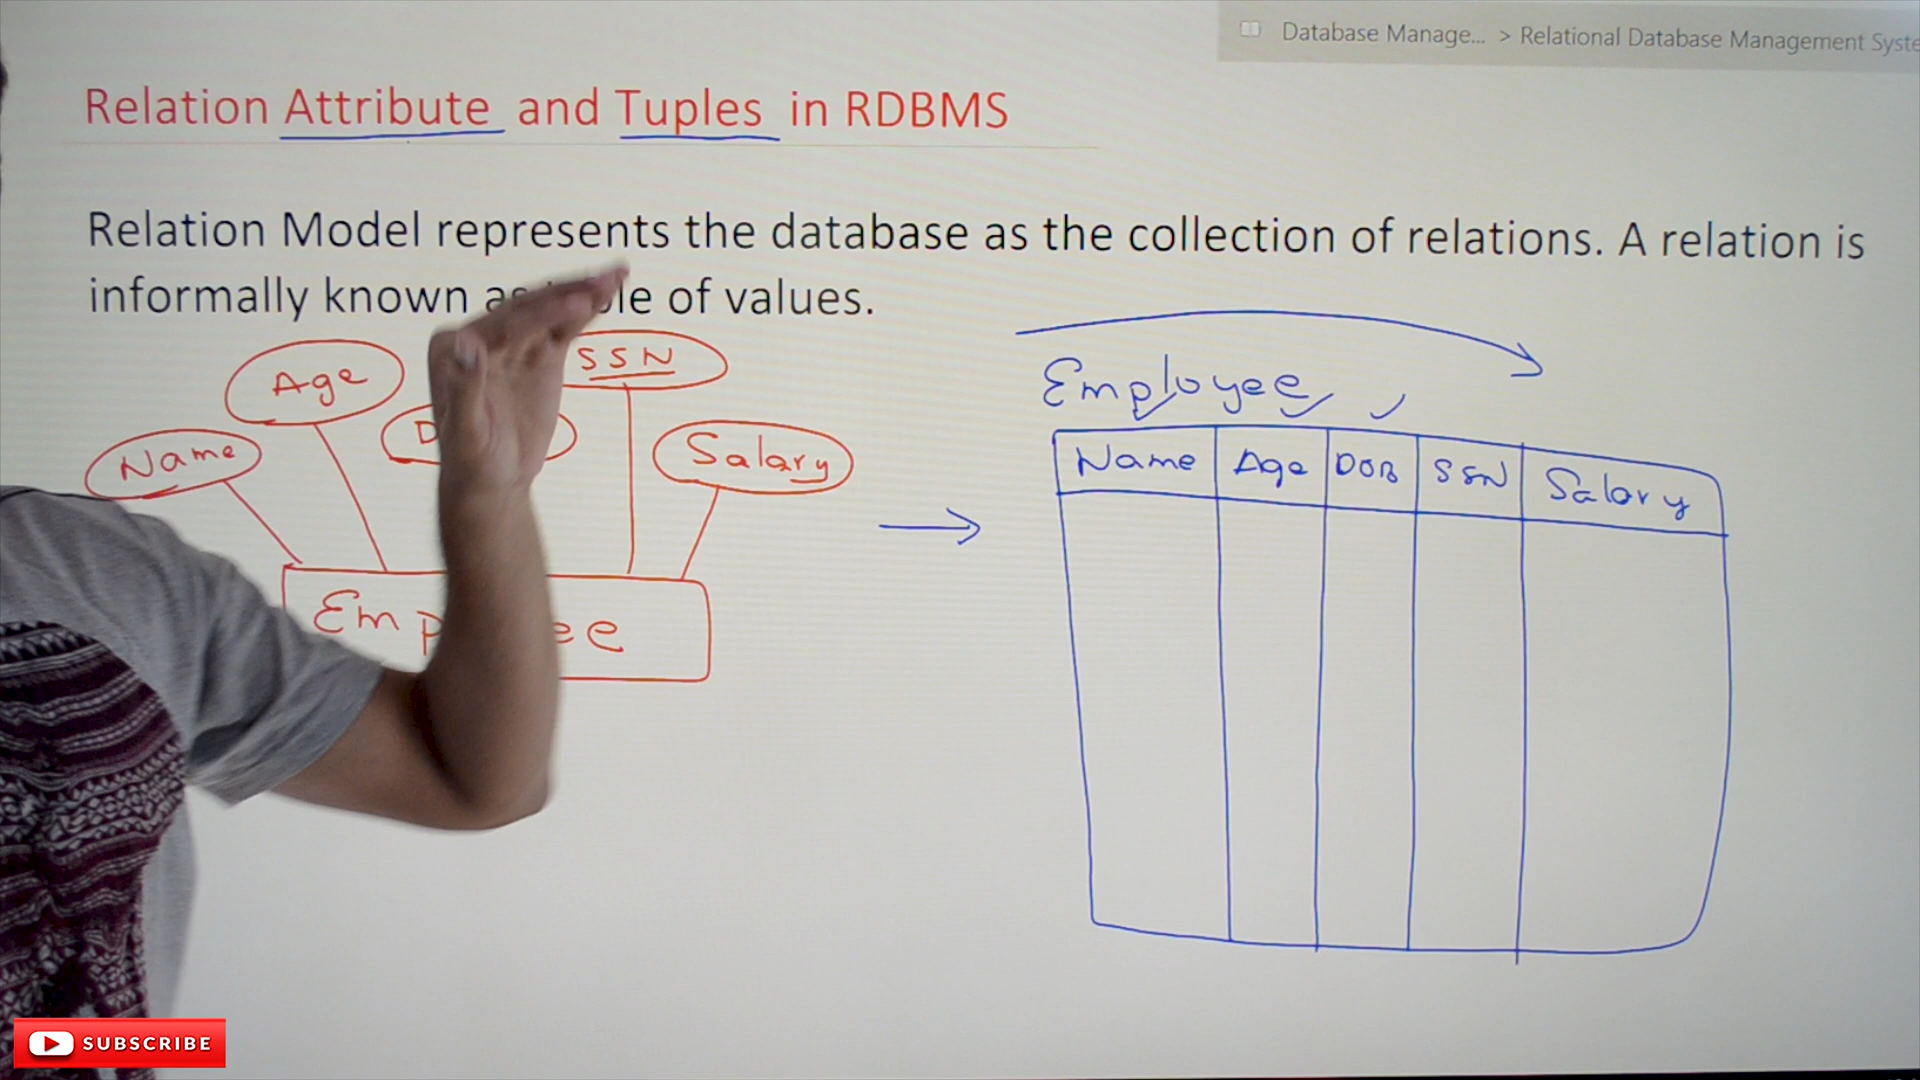 Database Manage... > Relational Database Management Syste
Relation Attribute and Tuples in RDBMS
Relation Model represents the database as the collection of relations. A relation is
informally known of values.
Age
SSN
Name
Salary
Employee
Name Age DOB SSN Salary
SUBSCRIBE